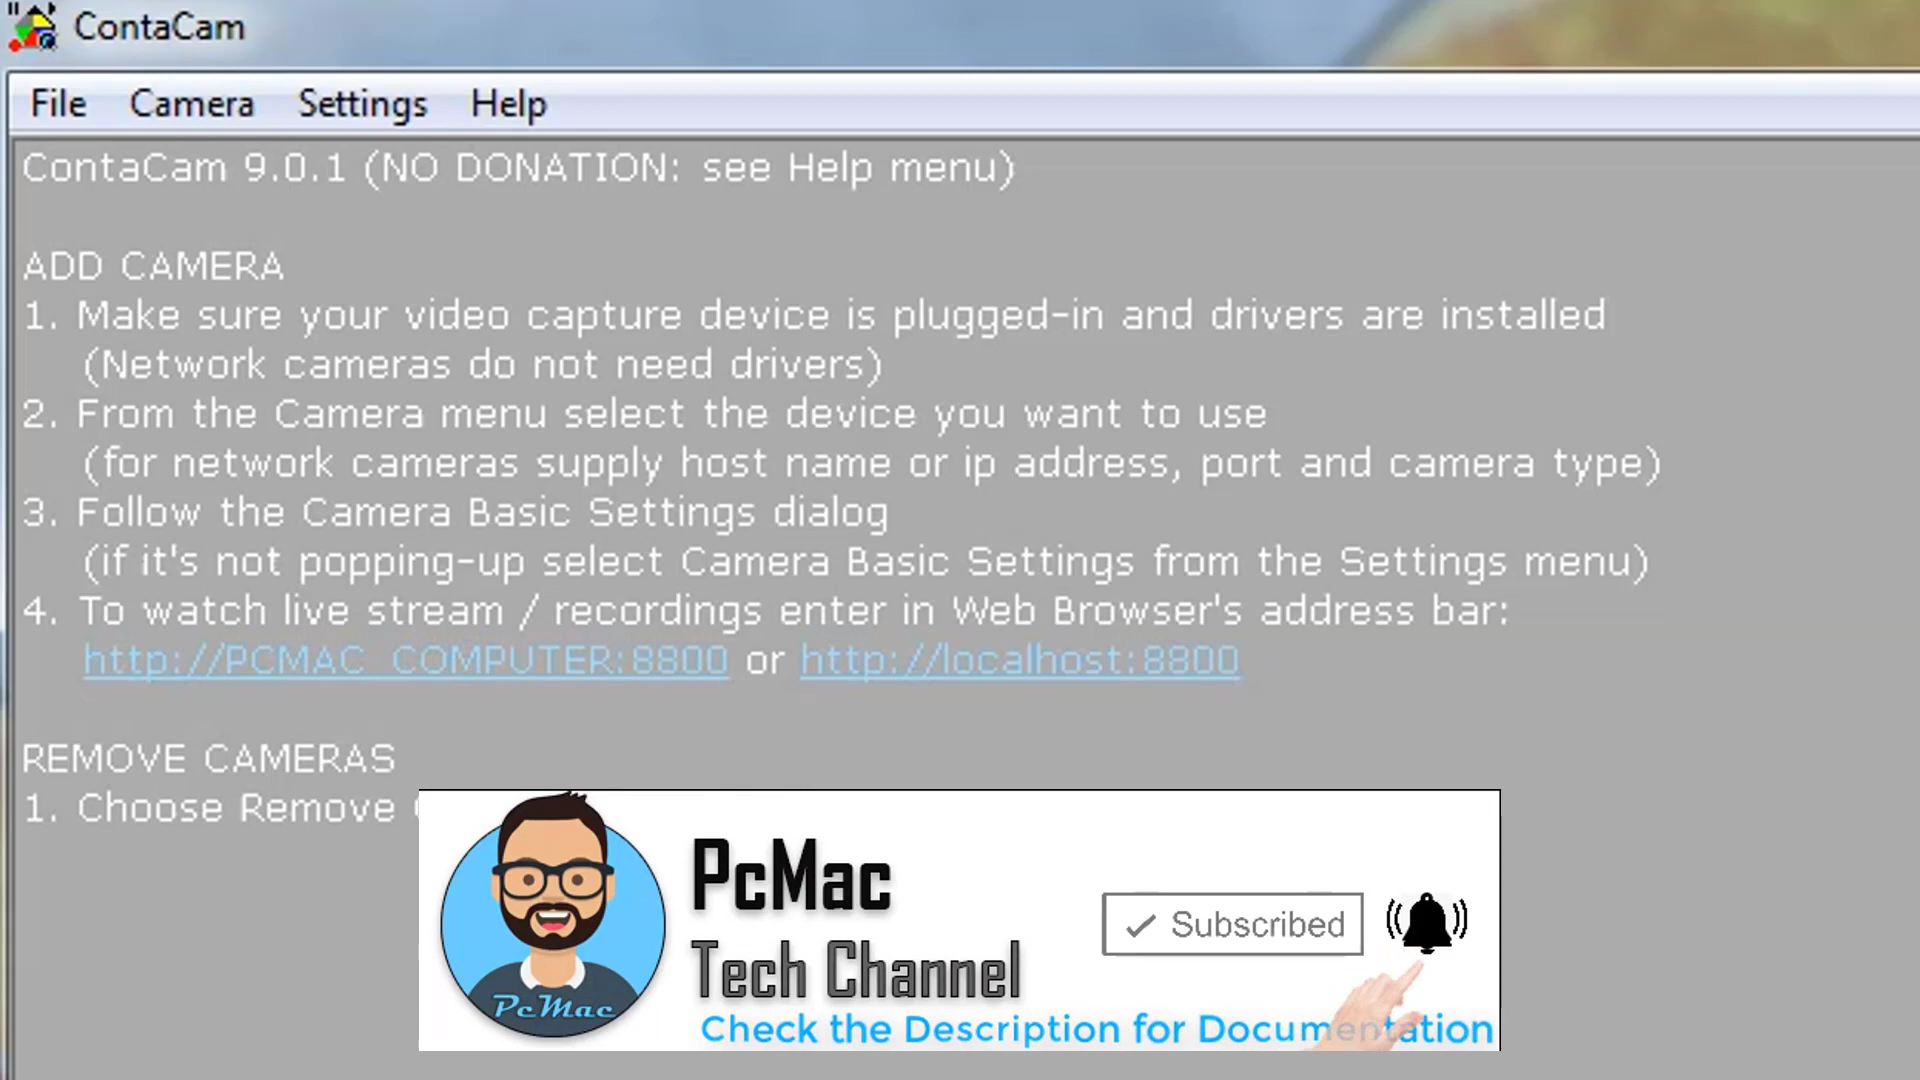 ContaCam
File Camera Settings Help
ContaCam 9.0.1 (NO DONATION: see Help menu)
ADD CAMERA
1. Make sure your video capture device is plugged-in and drivers are installed
(Network cameras do not need drivers)
2. From the Camera menu select the device you want to use
(for network cameras supply host name or ip address, port and camera type)
3. Follow the Camera Basic Settings dialog
(if it's not popping-up select Camera Basic Settings from the Settings menu)
4. To watch live stream / recordings enter in Web Browser's address bar:
http://PCMAC_COMPUTER:8800 or http://localhost:8800
REMOVE CAMERAS
1. Choose Remove
PcMac
Tech Channel
Subscribed
PcMac
Check the Description for Documentation